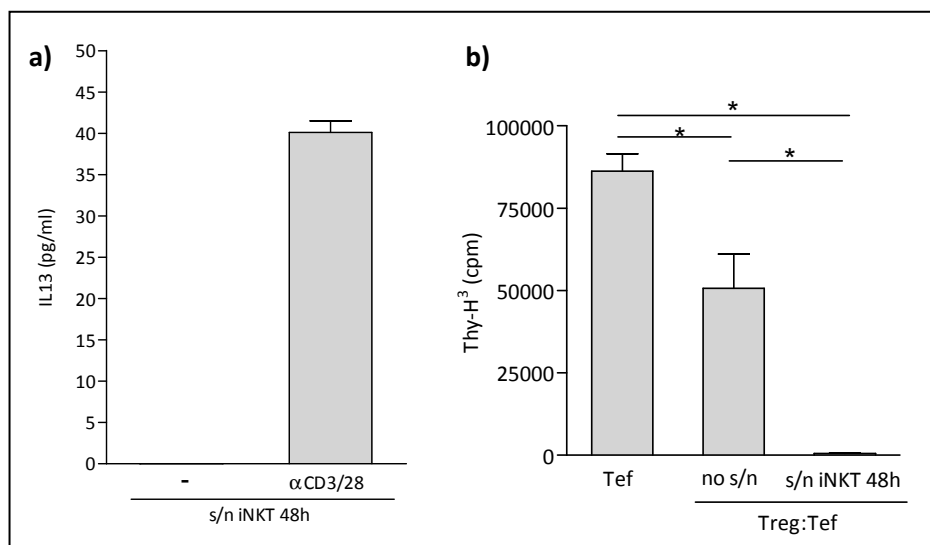 a)
IL13 (pg/ml)
50
45
40
35
30
25
20
15
10
5
0
-
αCD3/28
s/n iNKT 48h
b)
Thy-H³ (cpm)
100000
75000
50000
25000
0
*
*
*
Tef
no s/n
s/n iNKT 48h
Treg:Tef